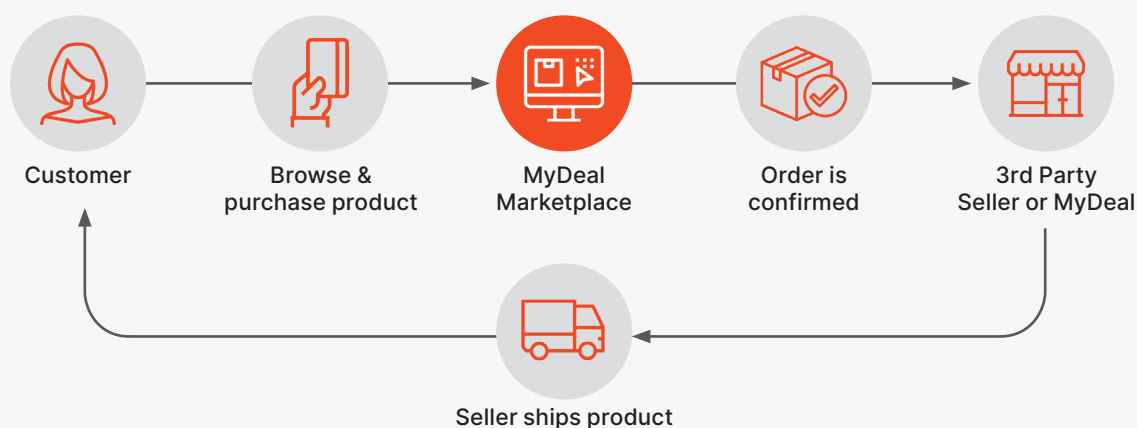 Customer
Browse &
purchase product
MyDeal
Marketplace
Order is
confirmed
3rd Party
Seller or MyDeal
Seller ships product